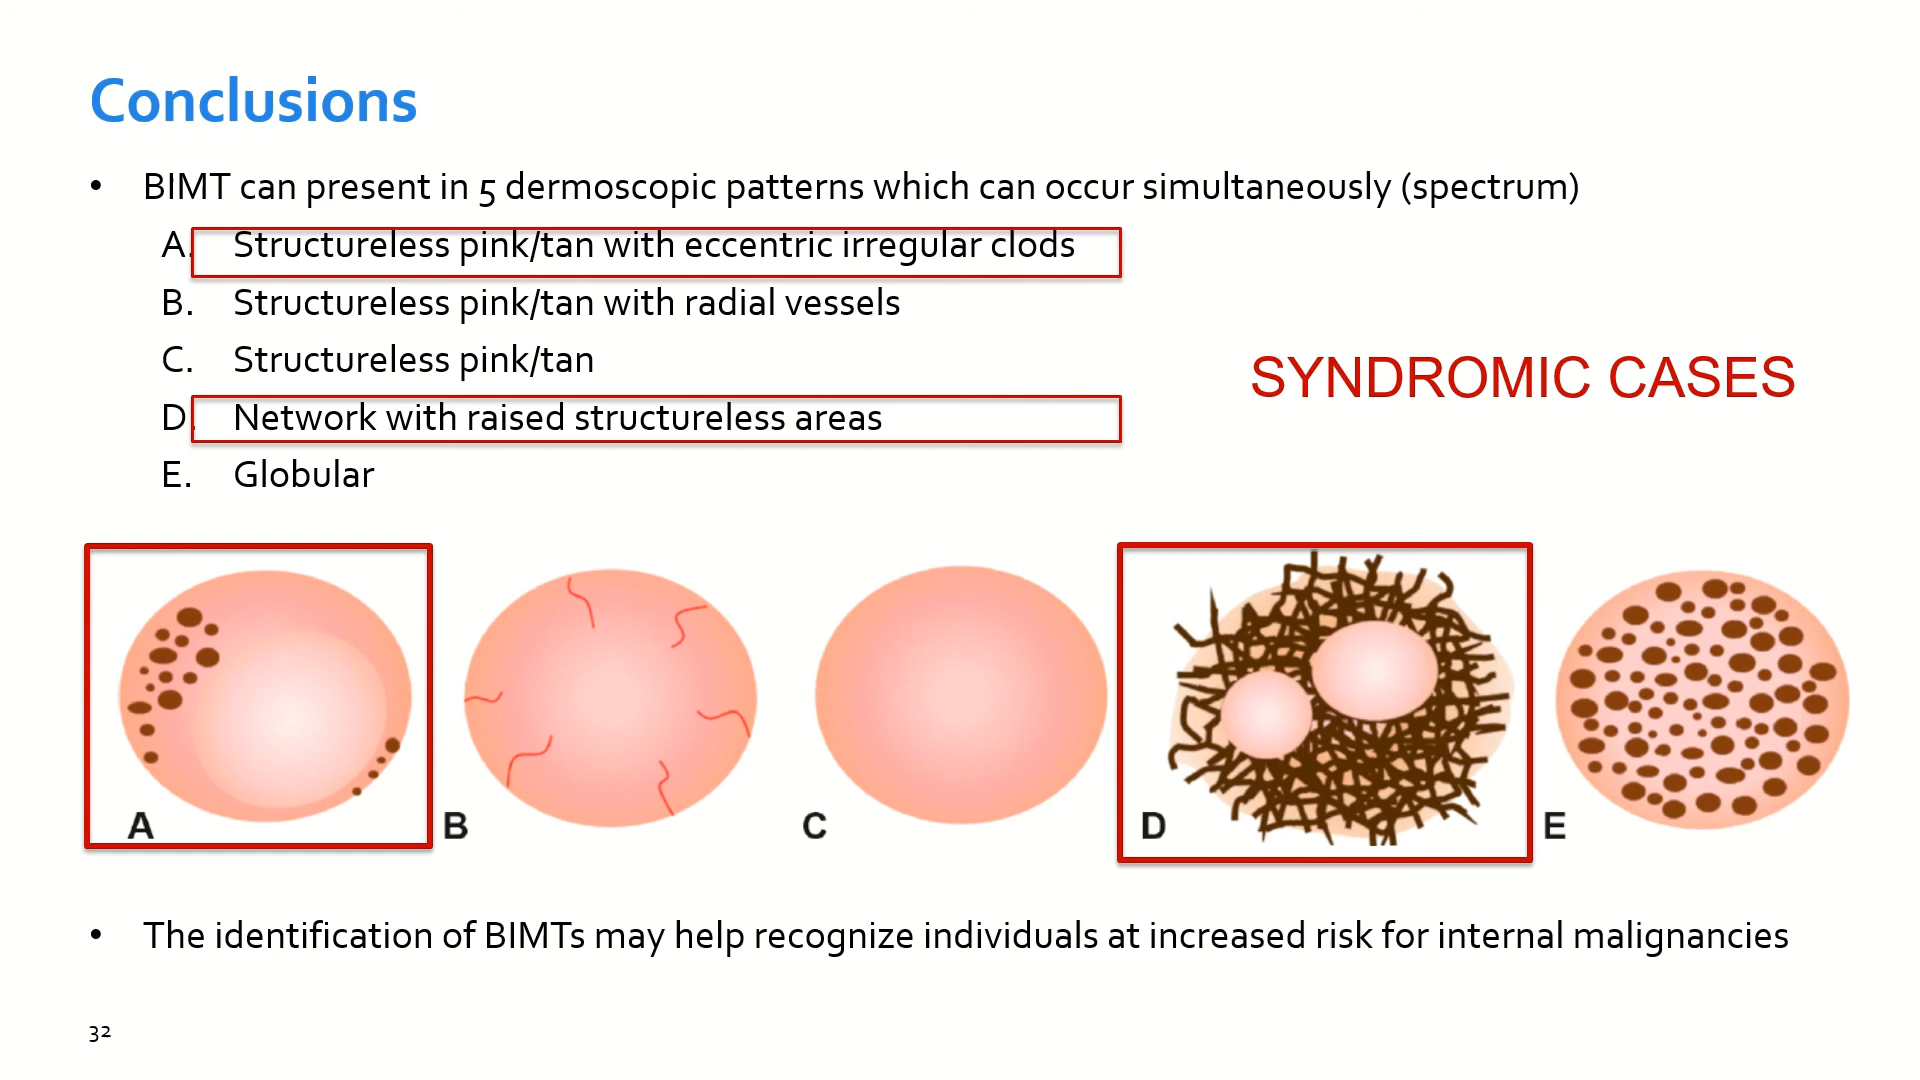 Conclusions
• BIMT can present in 5 dermoscopic patterns which can occur simultaneously (spectrum)
A. Structureless pink/tan with eccentric irregular clods
B. Structureless pink/tan with radial vessels
C. Structureless pink/tan
D. Network with raised structureless areas
E. Globular
SYNDROMIC CASES
A B C D E
• The identification of BIMTs may help recognize individuals at increased risk for internal malignancies
32